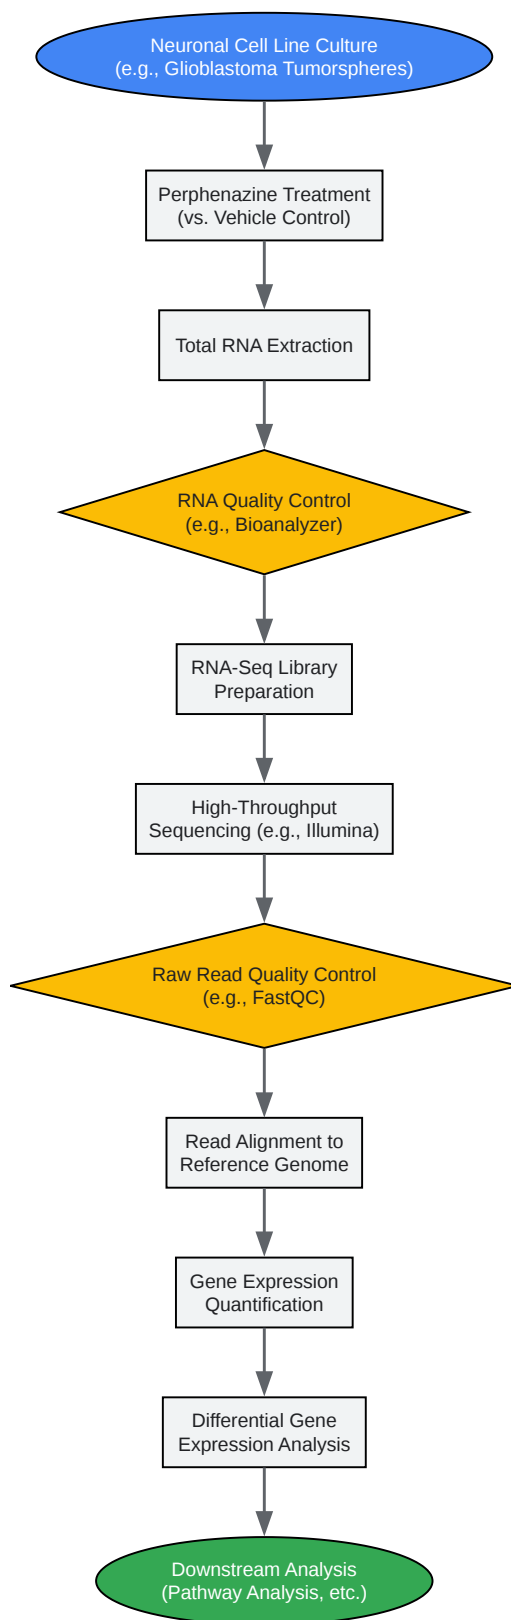 Neuronal Cell Line Culture
(e.g., Glioblastoma Tumorspheres)
Perphenazine Treatment
(vs. Vehicle Control)
Total RNA Extraction
RNA Quality Control
(e.g., Bioanalyzer)
RNA-Seq Library
Preparation
High-Throughput
Sequencing (e.g., Illumina)
Raw Read Quality Control
(e.g., FastQC)
Read Alignment to
Reference Genome
Gene Expression
Quantification
Differential Gene
Expression Analysis
Downstream Analysis
(Pathway Analysis, etc.)